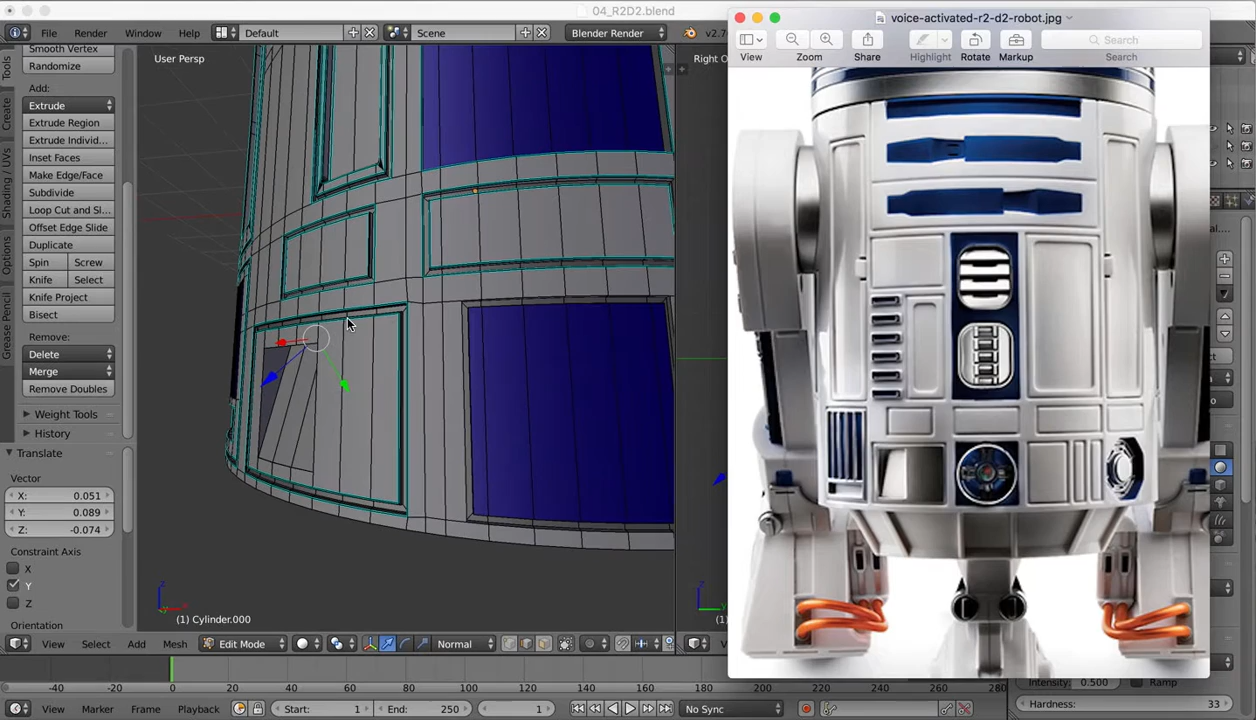 04_R2D2.blend
File
Render
Window
Help
Default
Scene
Blender Render
v2.7
Smooth Vertex
Randomize
Add:
Extrude
Extrude Region
Extrude Individ...
Inset Faces
Make Edge/Face
Subdivide
Loop Cut and Sl...
Offset Edge Slide
Duplicate
Spin
Screw
Knife
Select
Knife Project
Bisect
Remove:
Delete
Merge
Remove Doubles
Weight Tools
History
Translate
Vector
X: 0.051
Y: 0.089
Z: -0.074
Constraint Axis
X
Y
Z
Orientation
Tools
Create
Shading / UVs
Options
Grease Pencil
User Persp
(1) Cylinder.000
Right O
(1)
View
Select
Add
Mesh
Edit Mode
Normal
V
-40
-20
0
20
40
60
80
100
120
140
160
180
200
220
240
260
280
View
Marker
Frame
Playback
Start: 1
End: 250
1
No Sync
voice-activated-r2-d2-robot.jpg
View
Zoom
Share
Highlight
Rotate
Markup
Search
Search
Intensity: 0.500
Ramp
Hardness: 33